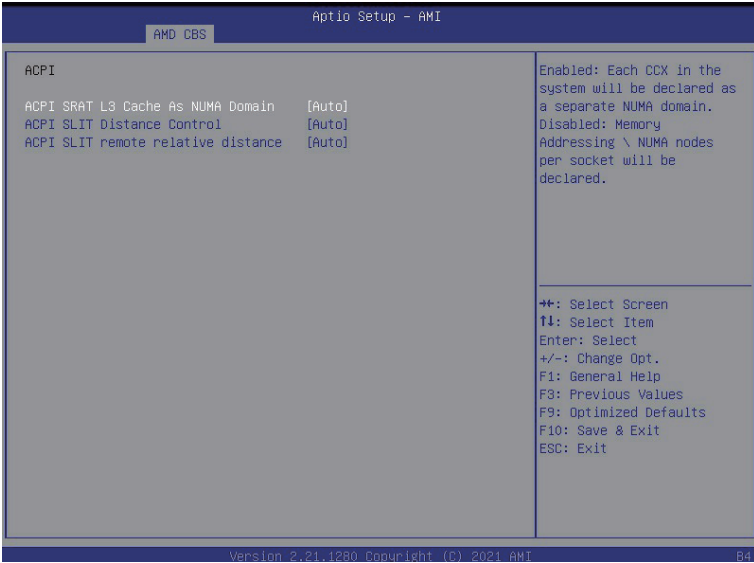 Aptio Setup - AMI
AMD CBS
ACPI
ACPI SRAT L3 Cache As NUMA Domain [Auto]
ACPI SLIT Distance Control [Auto]
ACPI SLIT remote relative distance [Auto]
Enabled: Each CCX in the
system will be declared as
a separate NUMA domain.
Disabled: Memory
Addressing \ NUMA nodes
per socket will be
declared.
→←: Select Screen
↑↓: Select Item
Enter: Select
+/-: Change Opt.
F1: General Help
F3: Previous Values
F9: Optimized Defaults
F10: Save & Exit
ESC: Exit
Version 2.21.1280 Copyright (C) 2021 AMI
B4